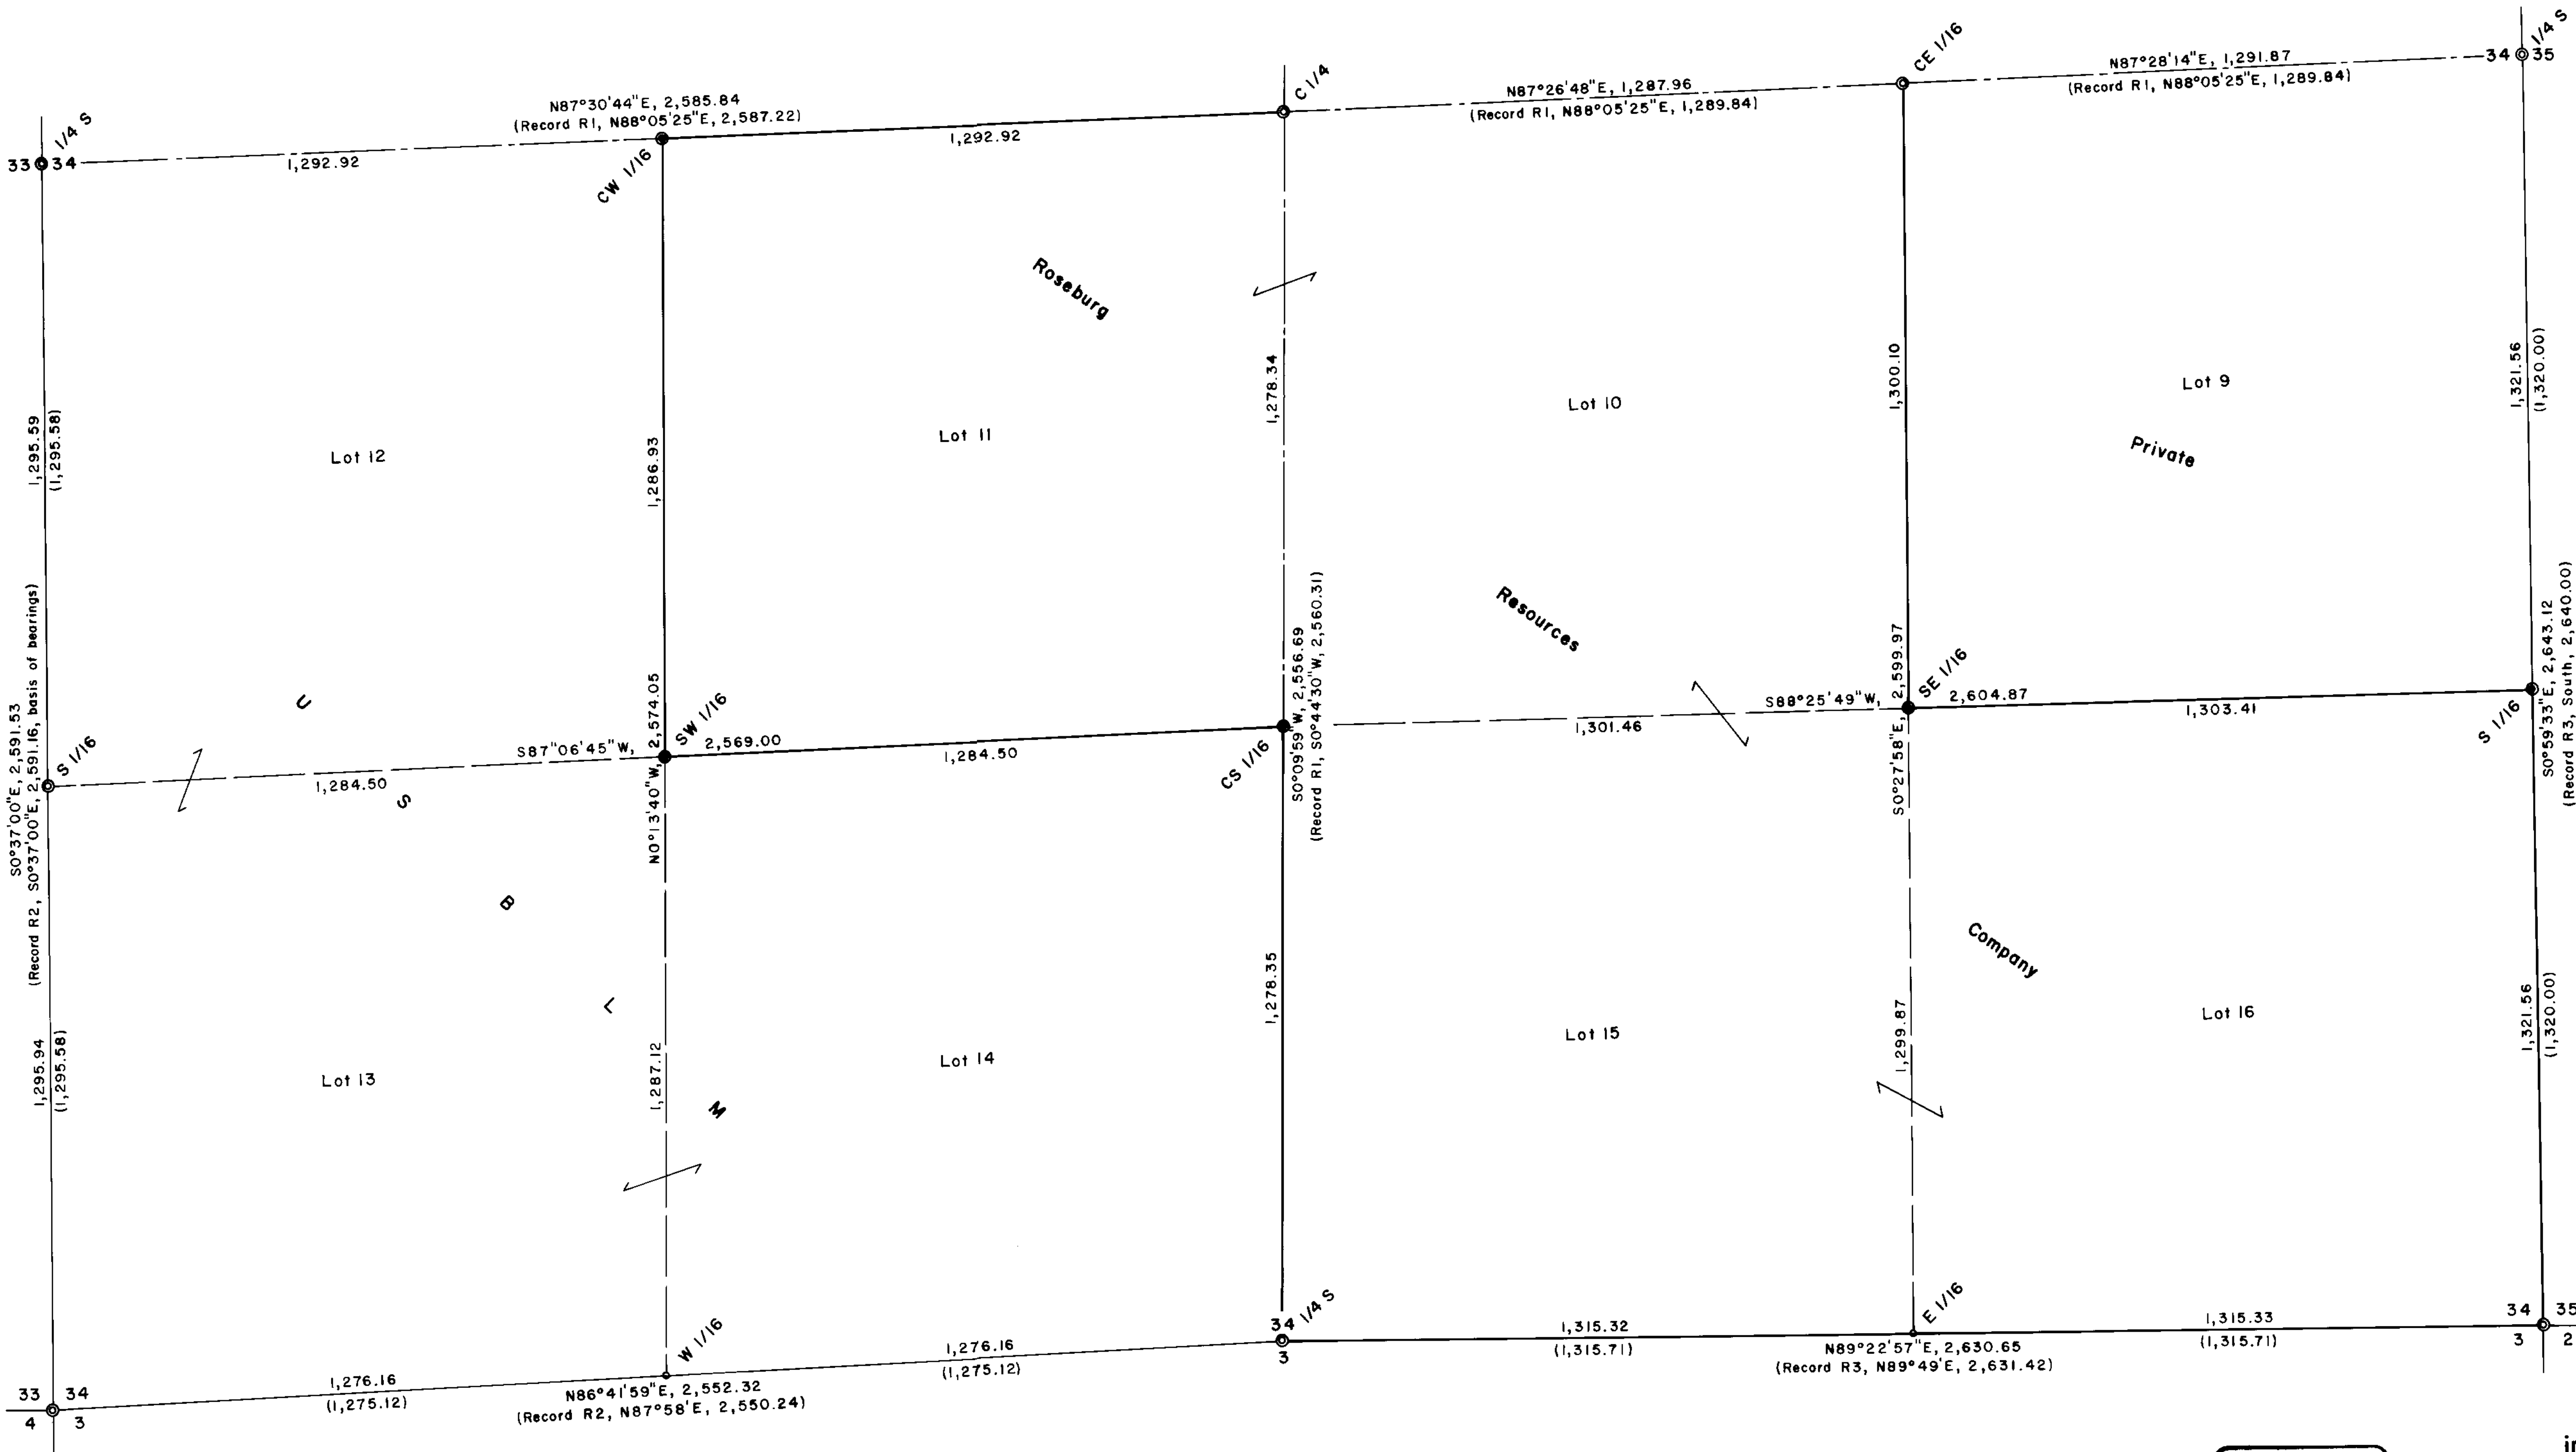 1/4 S
34 35
N87°28'14"E, 1,291.87
(Record R1, N88°05'25"E, 1,289.84)
CE 1/16
N87°26'48"E, 1,287.96
(Record R1, N88°05'25"E, 1,289.84)
C 1/4
N87°30'44"E, 2,585.84
(Record R1, N88°05'25"E, 2,587.22)
1,292.92
1/4 S
33 34
1,292.92
CW 1/16
Roseburg
1,295.59
(1,295.58)
Lot 12
1,286.93
Lot 11
1,278.34
Lot 10
1,300.10
Lot 9
1,321.56
(1,320.00)
Private
Resources
S0°37'00"E, 2,591.53
(Record R2, S0°37'00"E, 2,591.16, basis of bearings)
S 1/16
U
S
B
L
M
S87"06'45"W,
2,569.00
1,284.50
1,284.50
SW 1/16
N0°13'40"W, 2,574.05
CS 1/16
S0°09'59"W, 2,556.69
(Record R1, S0°44'30"W, 2,560.31)
S88°25'49"W,
2,604.87
1,301.46
1,303.41
SE 1/16
S0°27'58"E, 2,599.97
S 1/16
S0°59'33"E, 2,643.12
(Record R3, South, 2,640.00)
Company
1,295.94
(1,295.58)
Lot 13
1,287.12
Lot 14
1,278.35
Lot 15
1,299.87
Lot 16
1,321.56
(1,320.00)
W 1/16
34
1/4 S
3
E 1/16
34 35
3 2
1,315.32
(1,315.71)
N89°22'57"E, 2,630.65
(Record R3, N89°49'E, 2,631.42)
1,315.33
(1,315.71)
1,276.16
(1,275.12)
33 34
4 3
1,276.16
(1,275.12)
N86°41'59"E, 2,552.32
(Record R2, N87°58'E, 2,550.24)